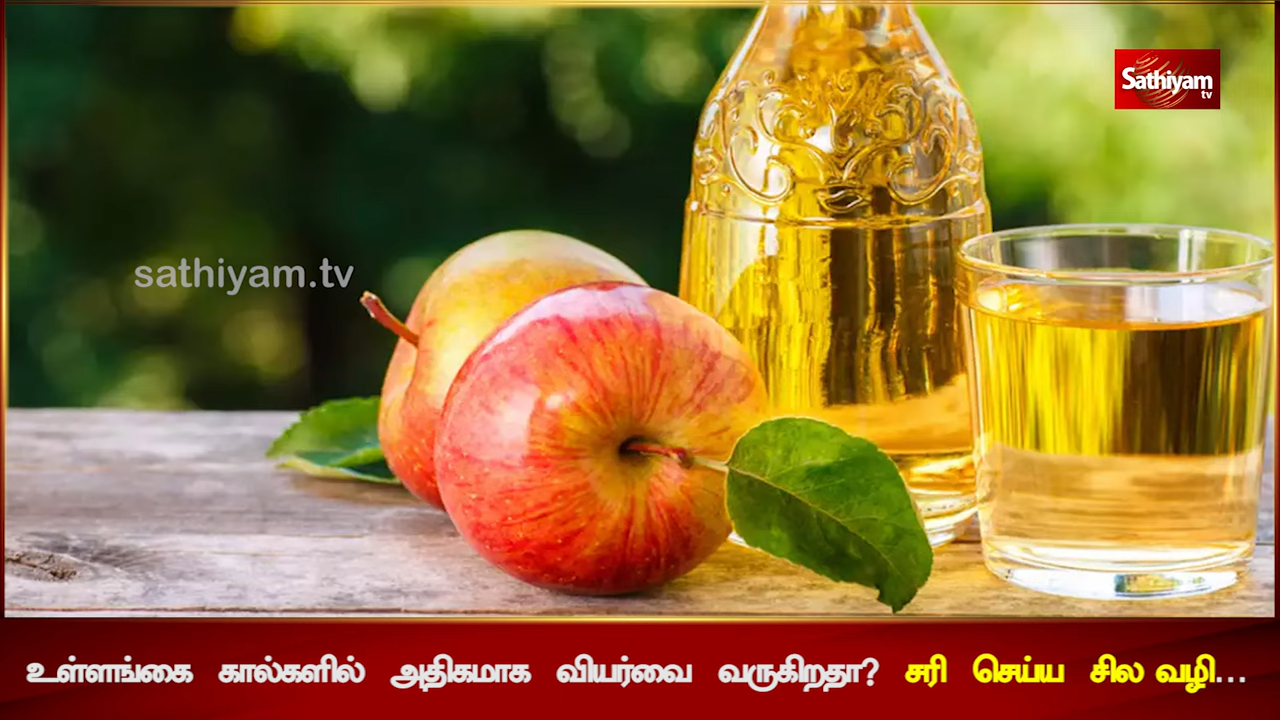 Sathiyam
tv
sathiyam.tv
உள்ளங்கை கால்களில் அதிகமாக வியர்வை வருகிறதா? சரி செய்ய சில வழி...